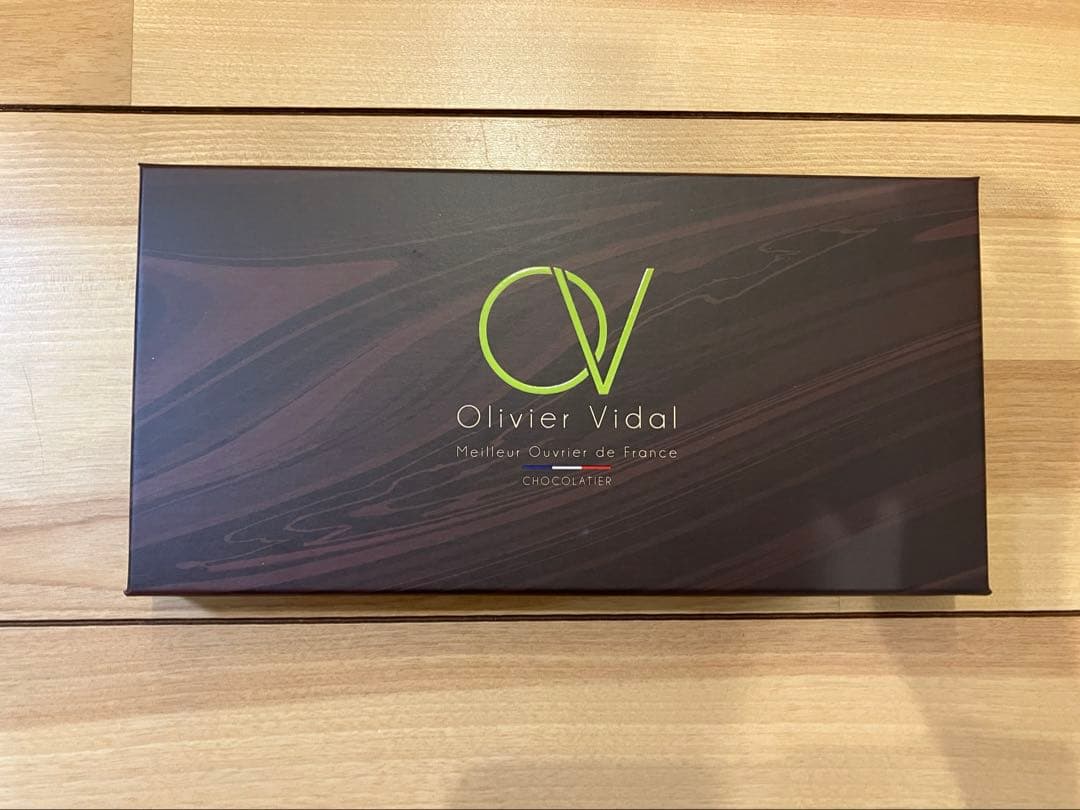 OV
Olivier Vidal
Meilleur Ouvrier de France
CHOCOLATIER